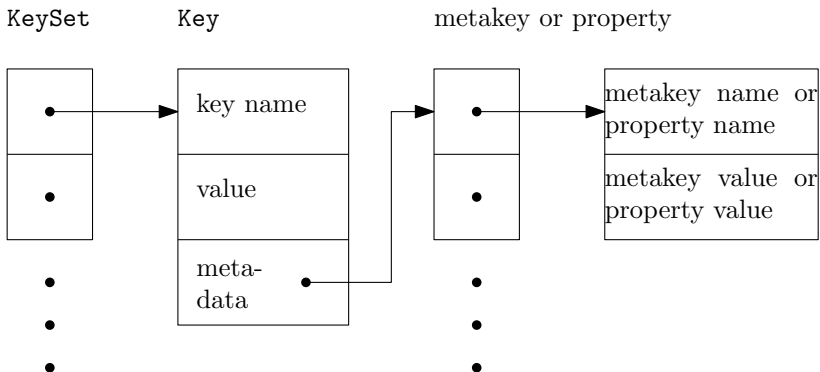 KeySet Key metakey or property
key name
metakey name or
property name
value
metakey value or
property value
meta-
data